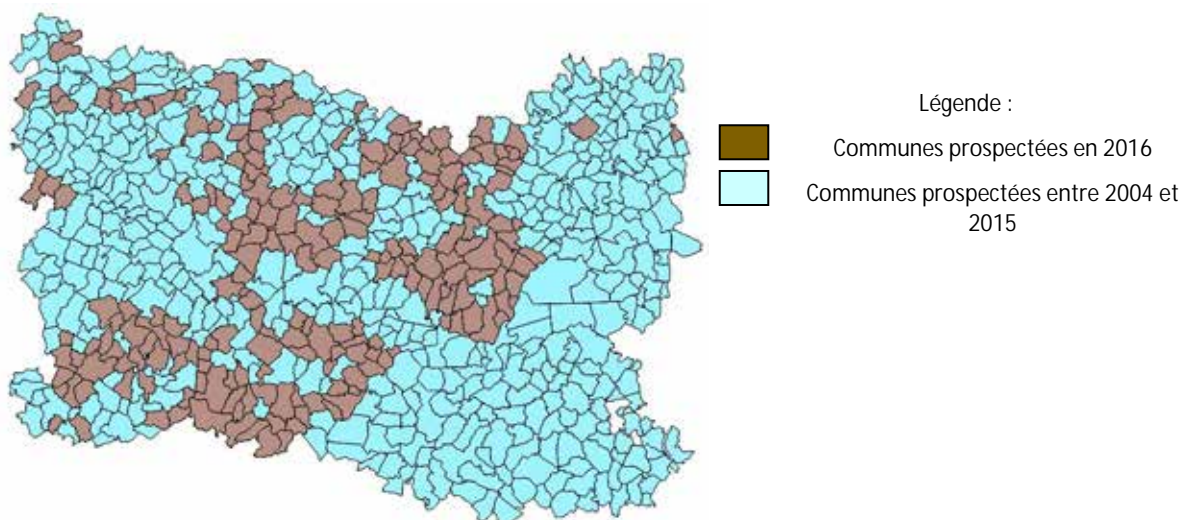 Légende :
Communes prospectées en 2016
Communes prospectées entre 2004 et
2015